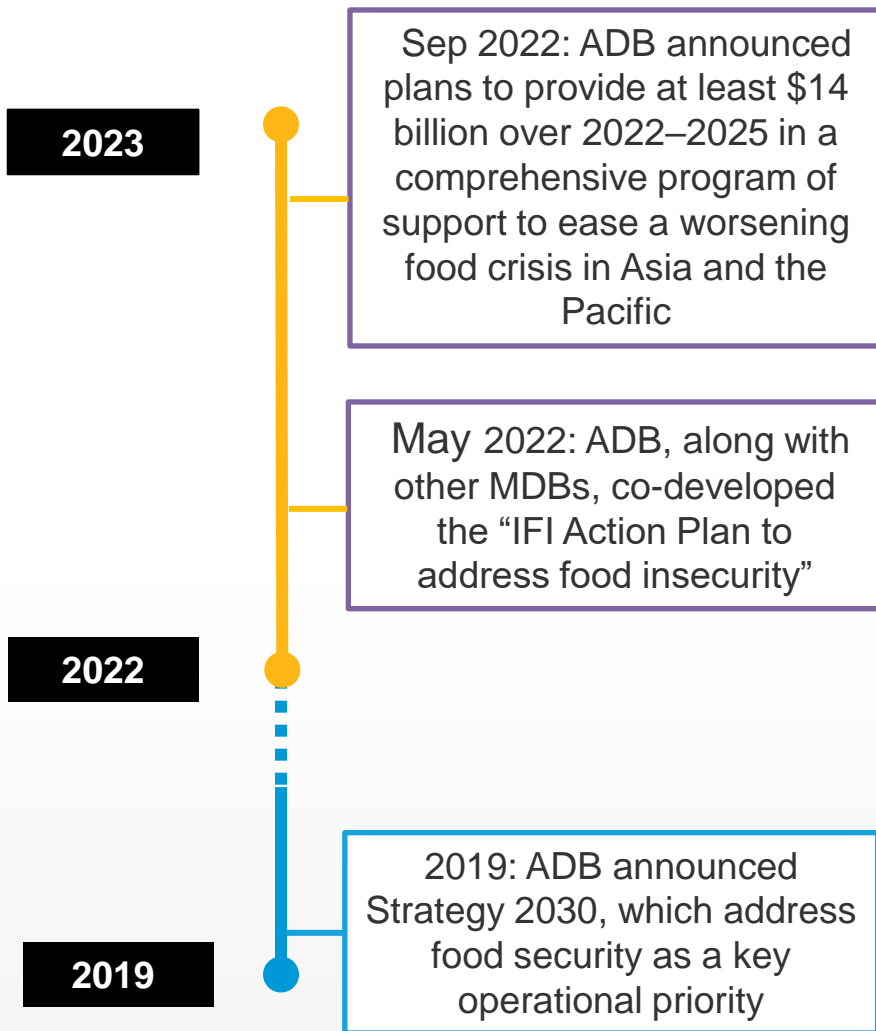 2023
Sep 2022: ADB announced
plans to provide at least $14
billion over 2022–2025 in a
comprehensive program of
support to ease a worsening
food crisis in Asia and the
Pacific
May 2022: ADB, along with
other MDBs, co-developed
the “IFI Action Plan to
address food insecurity”
2022
2019: ADB announced
Strategy 2030, which address
food security as a key
operational priority
2019